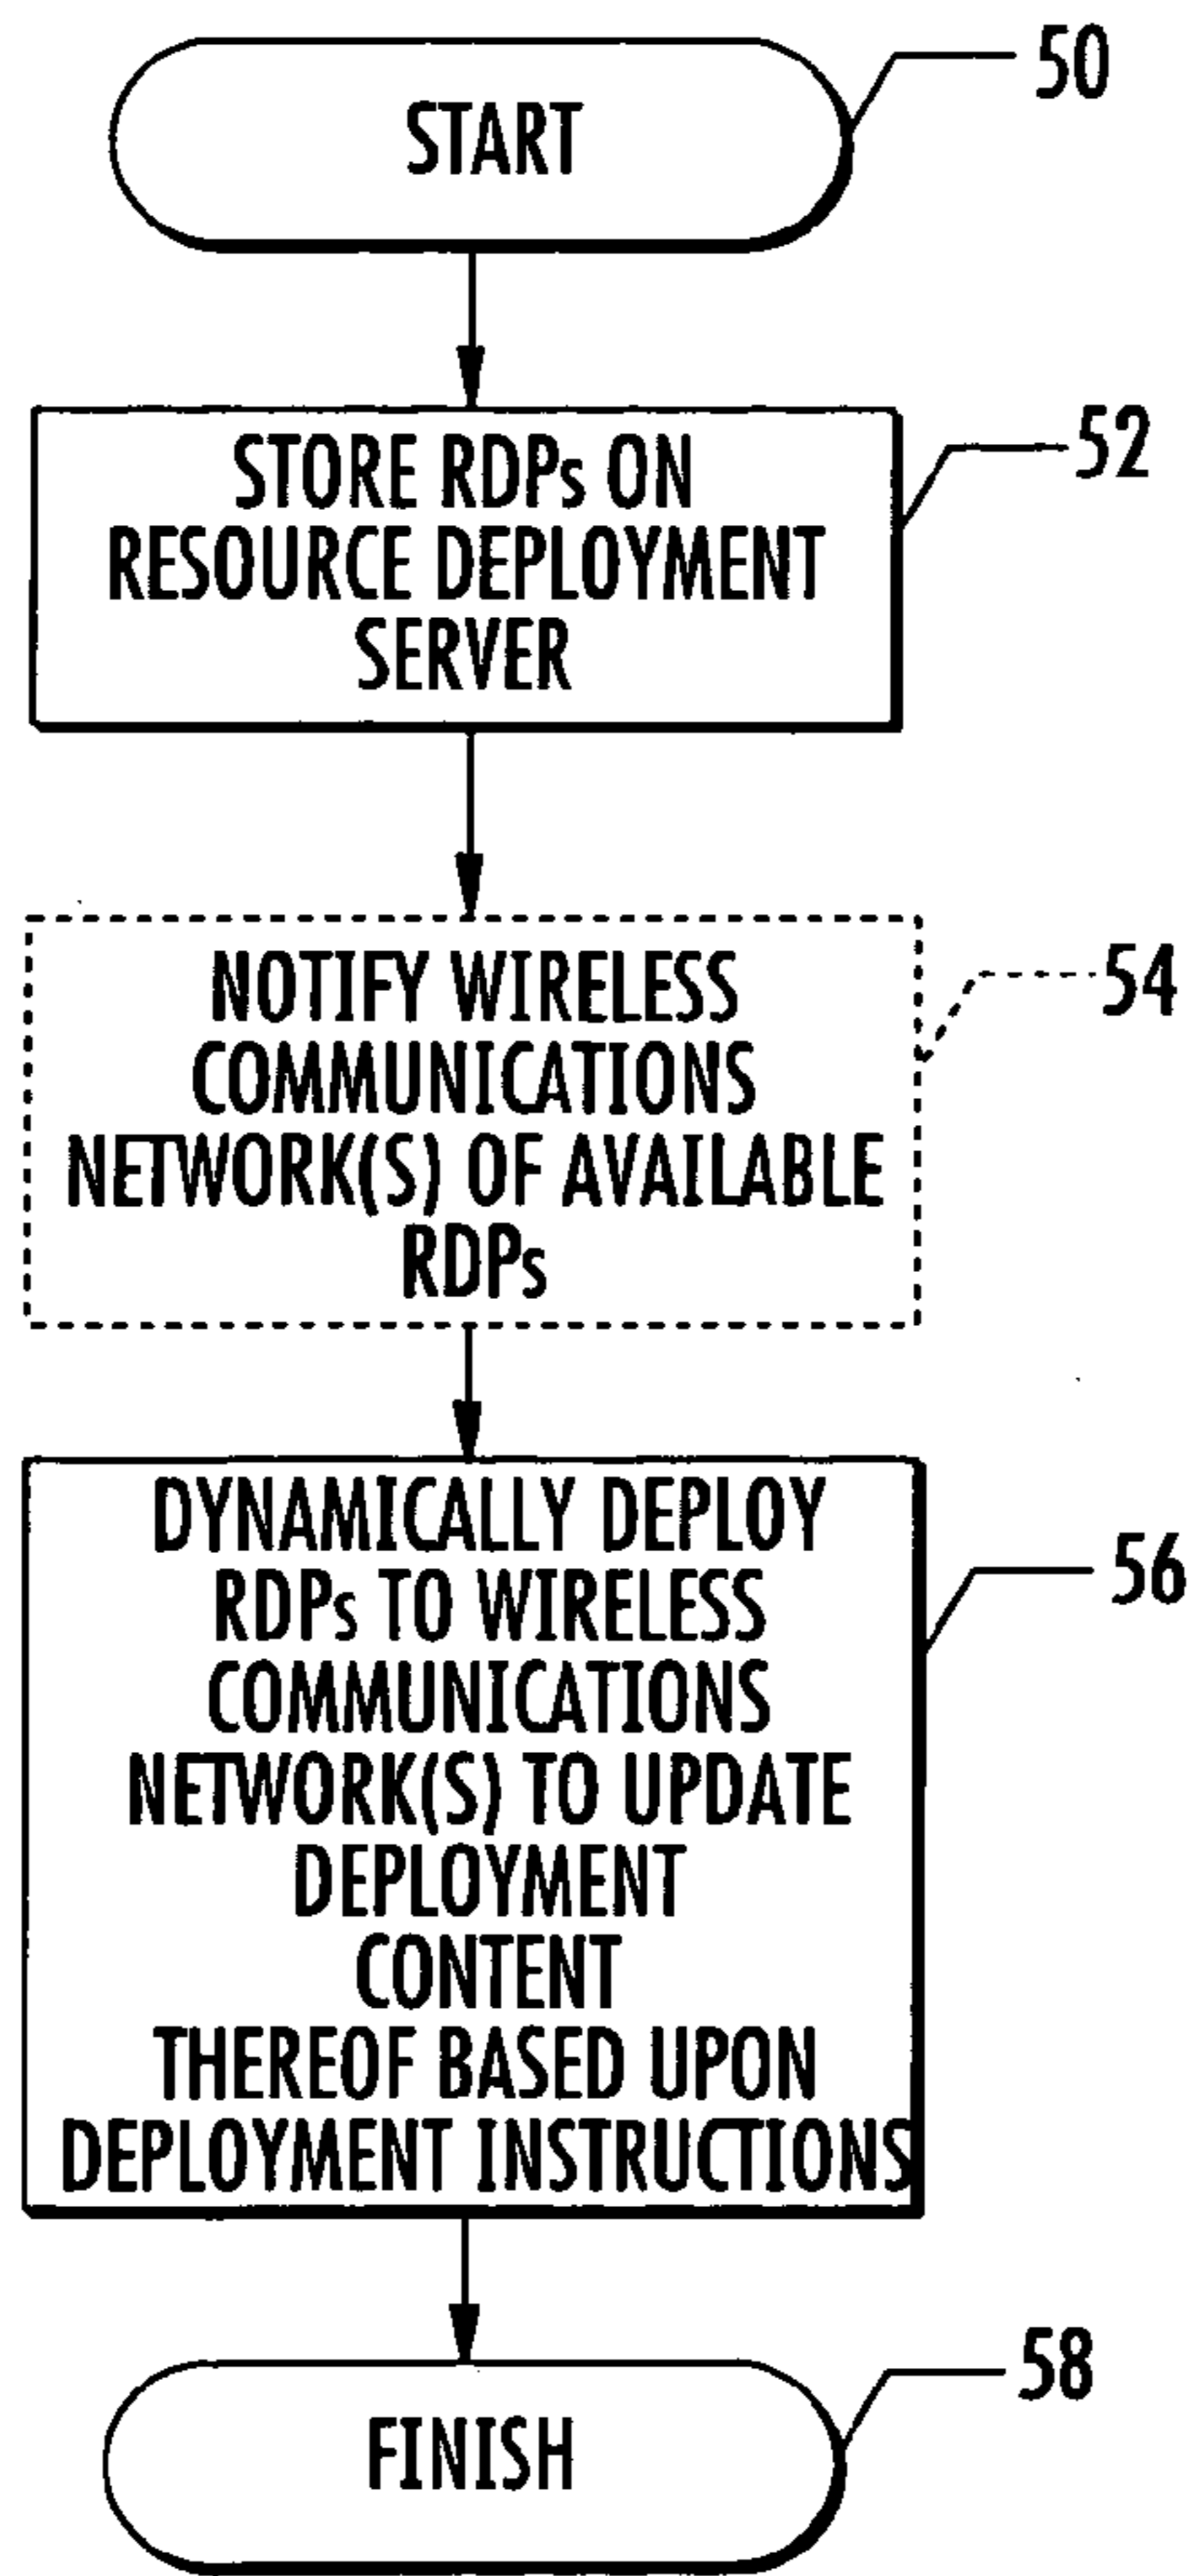 START
50
STORE RDPs ON
RESOURCE DEPLOYMENT
SERVER
52
NOTIFY WIRELESS
COMMUNICATIONS
NETWORK(S) OF AVAILABLE
RDPs
54
DYNAMICALLY DEPLOY
RDPs TO WIRELESS
COMMUNICATIONS
NETWORK(S) TO UPDATE
DEPLOYMENT
CONTENT
THEREOF BASED UPON
DEPLOYMENT INSTRUCTIONS
56
FINISH
58